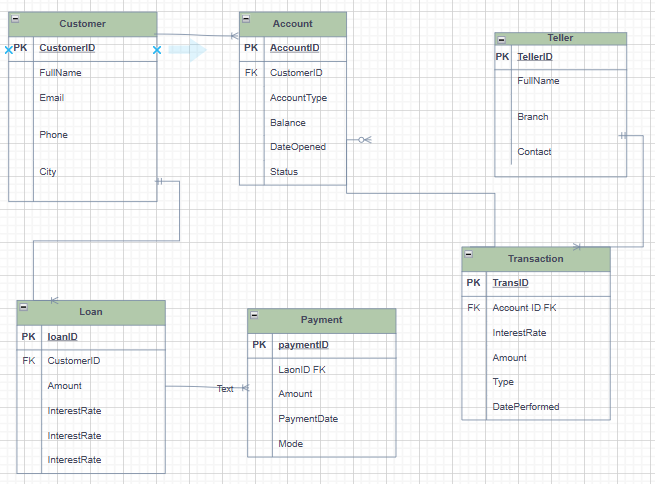 Customer
PK CustomerID
FullName
Email
Phone
City
Account
PK AccountID
FK CustomerID
AccountType
Balance
DateOpened
Status
Teller
PK TellerID
FullName
Branch
Contact
Transaction
PK TransID
FK Account ID FK
InterestRate
Amount
Type
DatePerformed
Loan
PK loanID
FK CustomerID
Amount
InterestRate
InterestRate
InterestRate
Text
Payment
PK paymentID
LaonID FK
Amount
PaymentDate
Mode